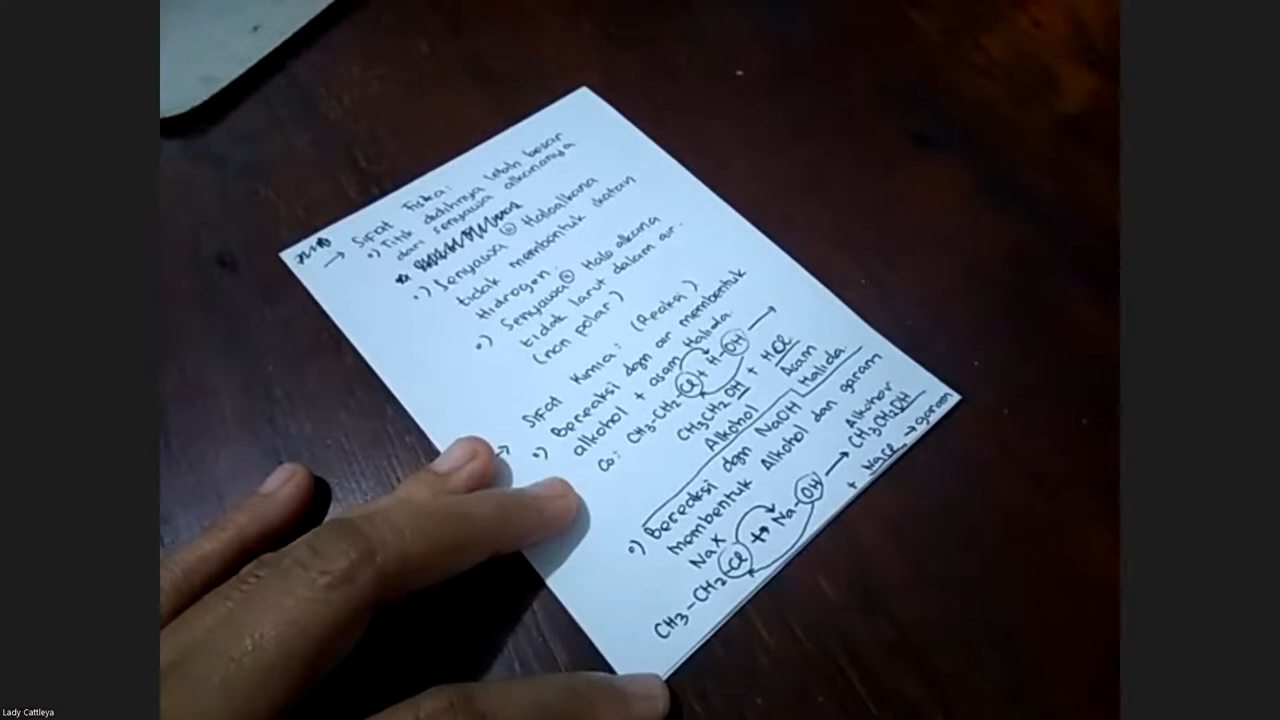 → Sifat Fisika:
•) Titik didihnya lebih besar
dari senyawa alkananya
•) Senyawa Haloalkana
tidak membentuk ikatan
Hidrogen.
•) Senyawa Halo alkana
tidak larut dalam air.
(non polar)
→ Sifat Kimia: (Reaksi)
•) Bereaksi dgn air membentuk
alkohol + asam Halida.
Co: CH3-CH2-Cl + H-OH →
CH3CH2OH + HCl
Alkohol Asam
Halida.
•) Bereaksi dgn NaOH
membentuk Alkohol dan garam
NaX
Alkohol
CH3-CH2-Cl + Na-OH → CH3CH2OH
+ NaCl → garam
Lady Cattleya